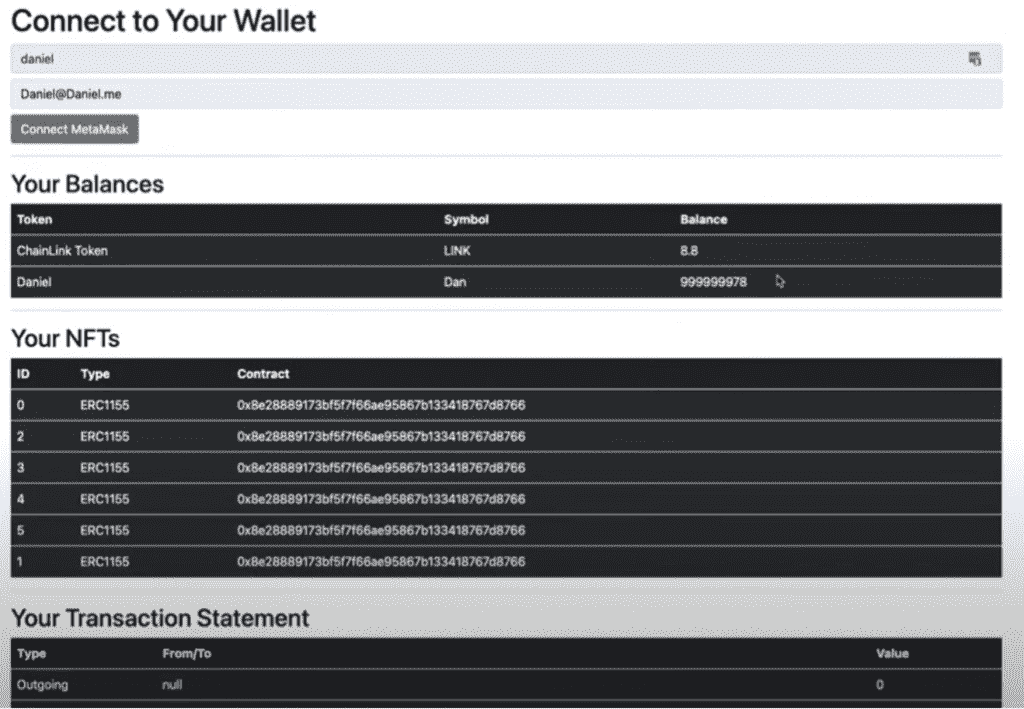 Connect to Your Wallet
daniel
Daniel@Daniel.me
Connect MetaMask
Your Balances
Token Symbol Balance
ChainLink Token LINK 8.8
Daniel Dan 999999978
Your NFTs
ID Type Contract
0 ERC1155 0x8e28889173bf5f7f66ae95867b133418767d8766
2 ERC1155 0x8e28889173bf5f7f66ae95867b133418767d8766
3 ERC1155 0x8e28889173bf5f7f66ae95867b133418767d8766
4 ERC1155 0x8e28889173bf5f7f66ae95867b133418767d8766
5 ERC1155 0x8e28889173bf5f7f66ae95867b133418767d8766
1 ERC1155 0x8e28889173bf5f7f66ae95867b133418767d8766
Your Transaction Statement
Type From/To Value
Outgoing null 0